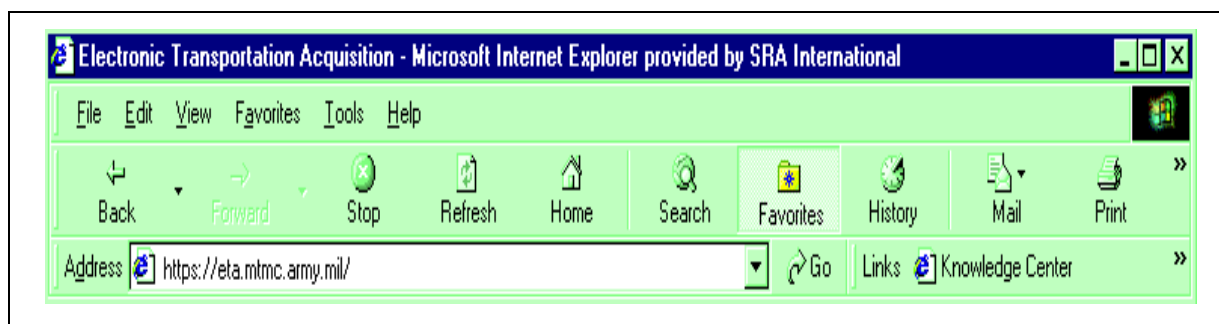 Electronic Transportation Acquisition - Microsoft Internet Explorer provided by SRA International
File Edit View Favorites Tools Help
Back Forward Stop Refresh Home Search Favorites History Mail Print »
Address https://eta.mtmc.army.mil/ Go Links Knowledge Center »